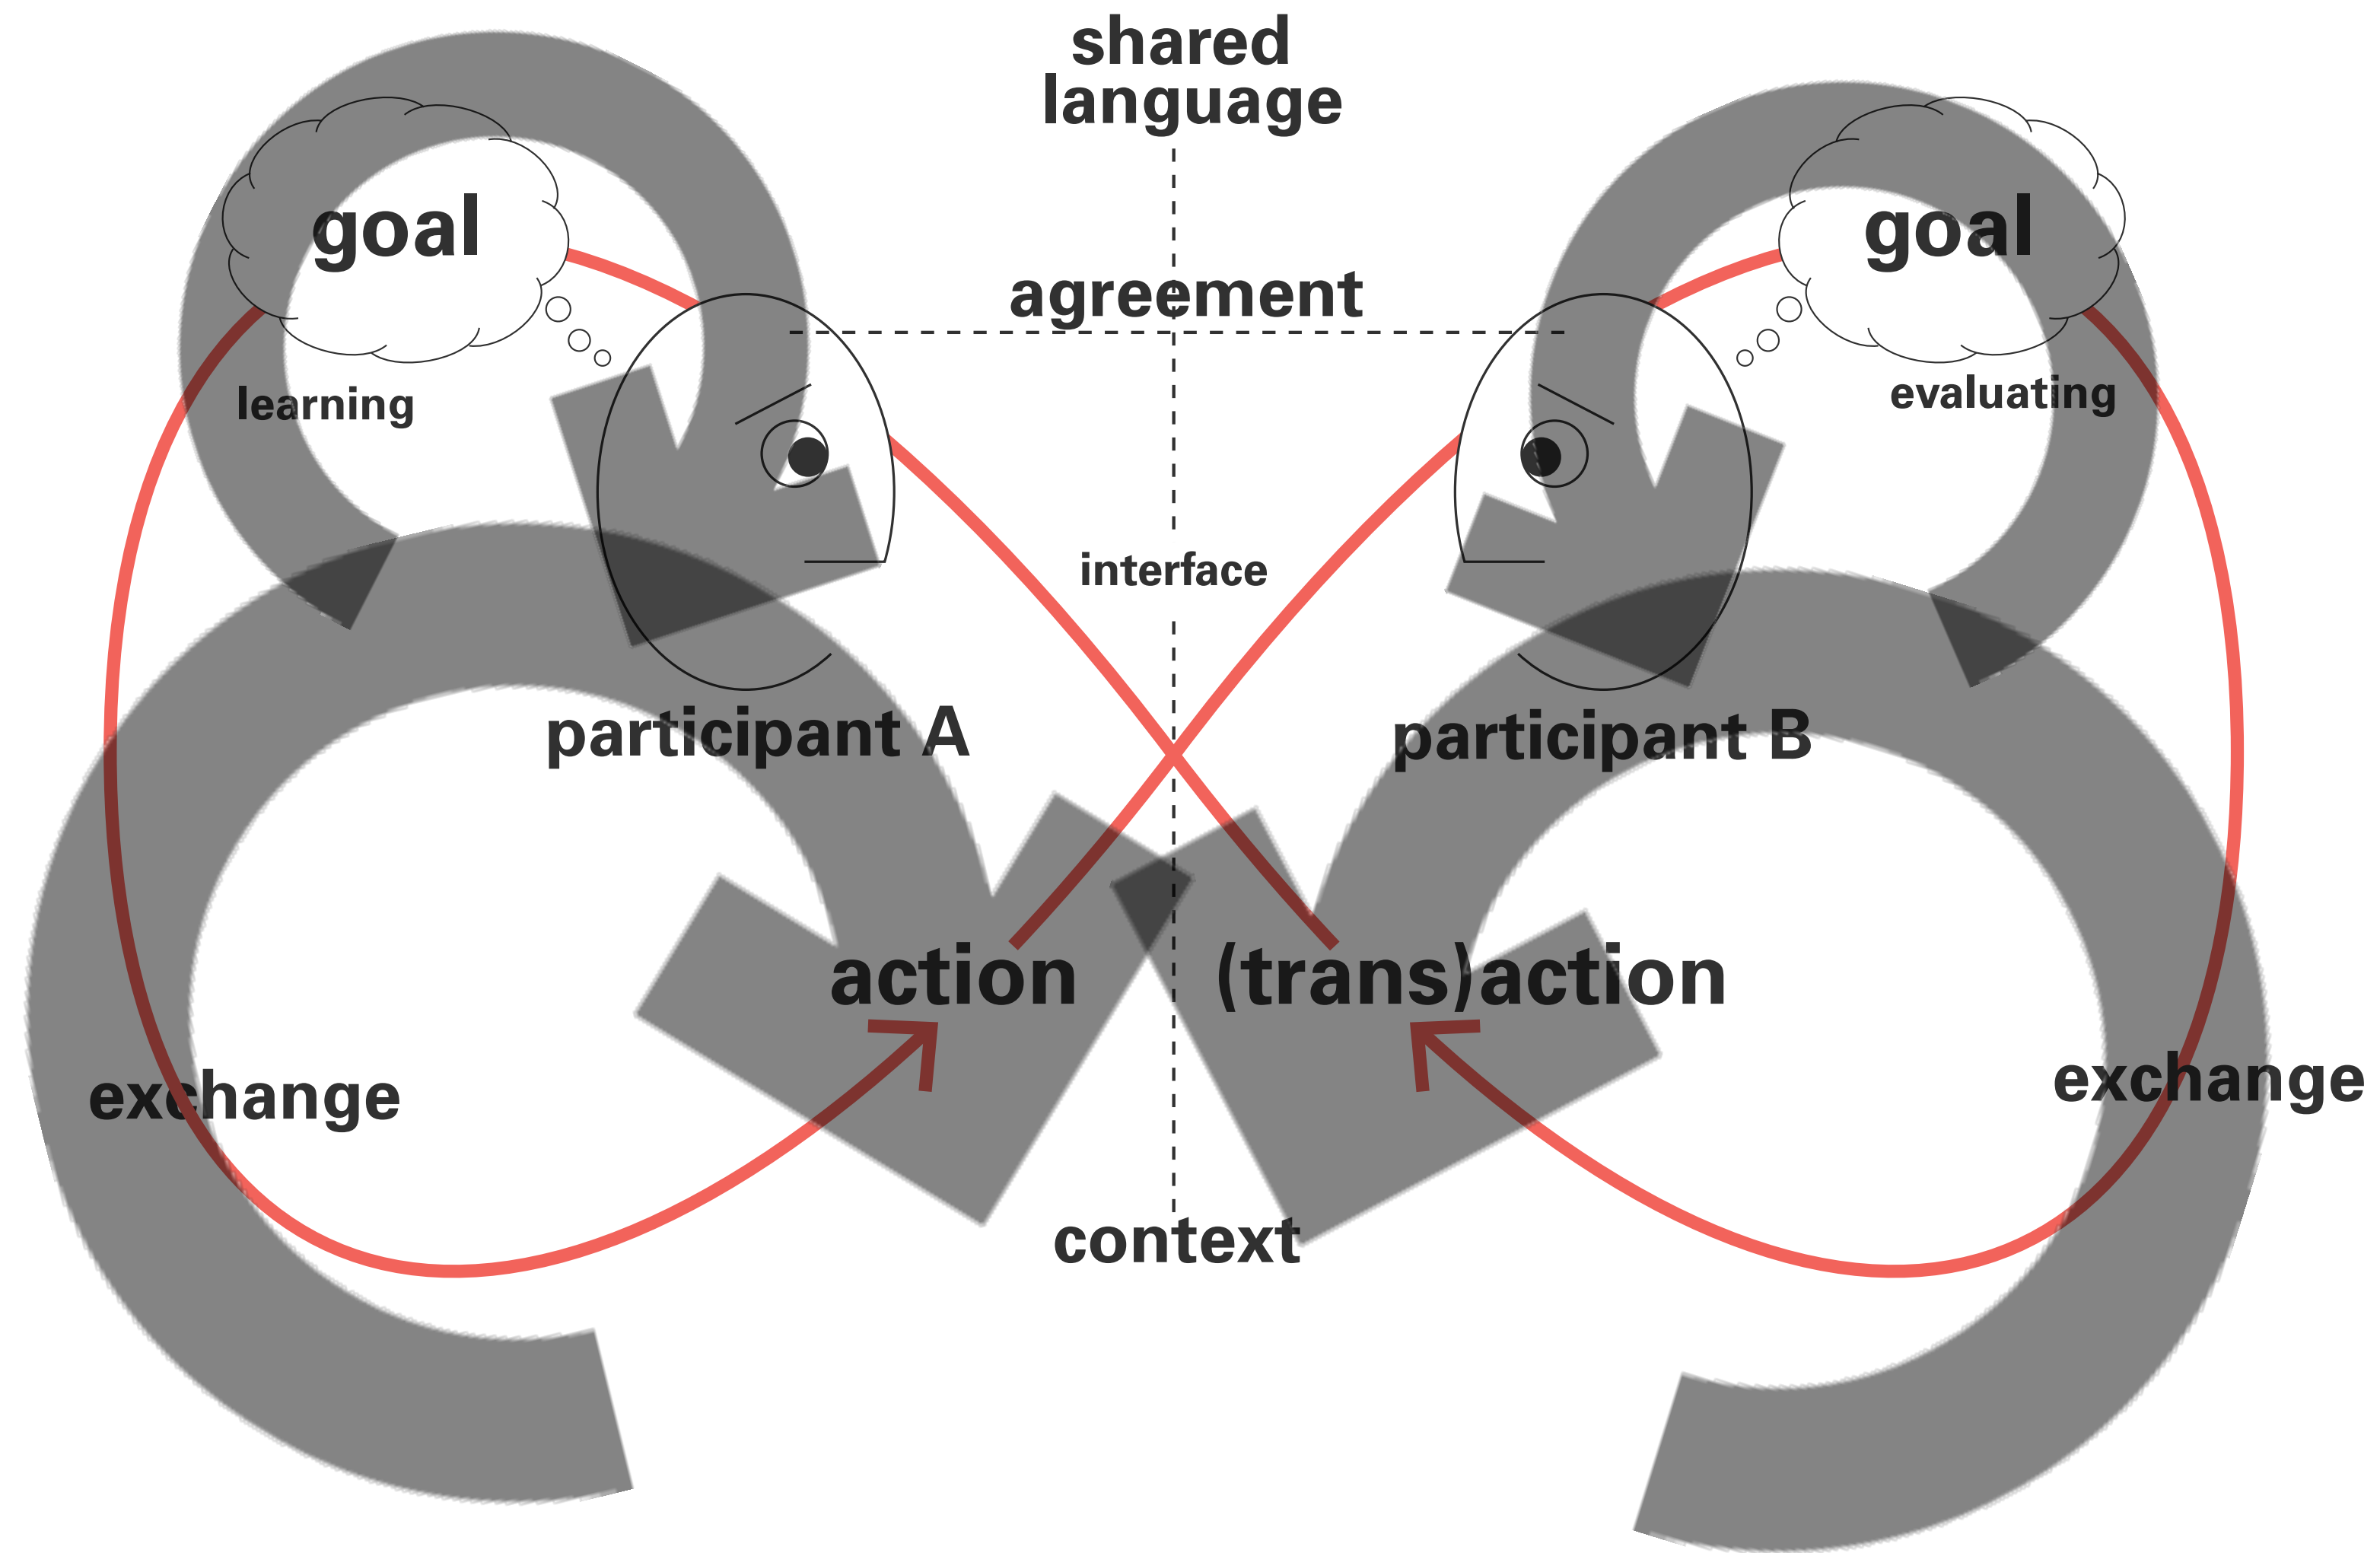 shared
language
goal
goal
agreement
learning
evaluating
interface
participant A
participant B
action
(trans)action
exchange
exchange
context